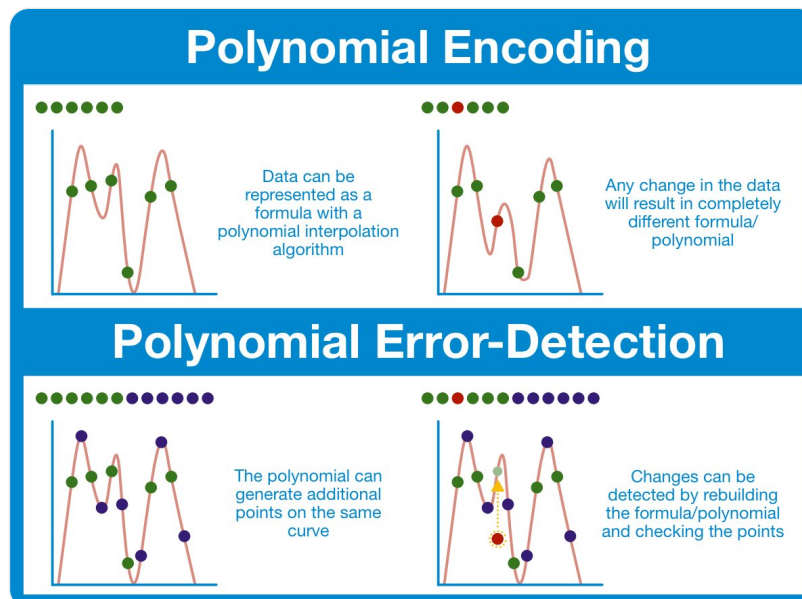 Polynomial Encoding
Data can be
represented as a
formula with a
polynomial interpolation
algorithm
Any change in the data
will result in completely
different formula/
polynomial
Polynomial Error-Detection
The polynomial can
generate additional
points on the same
curve
Changes can be
detected by rebuilding
the formula/polynomial
and checking the points